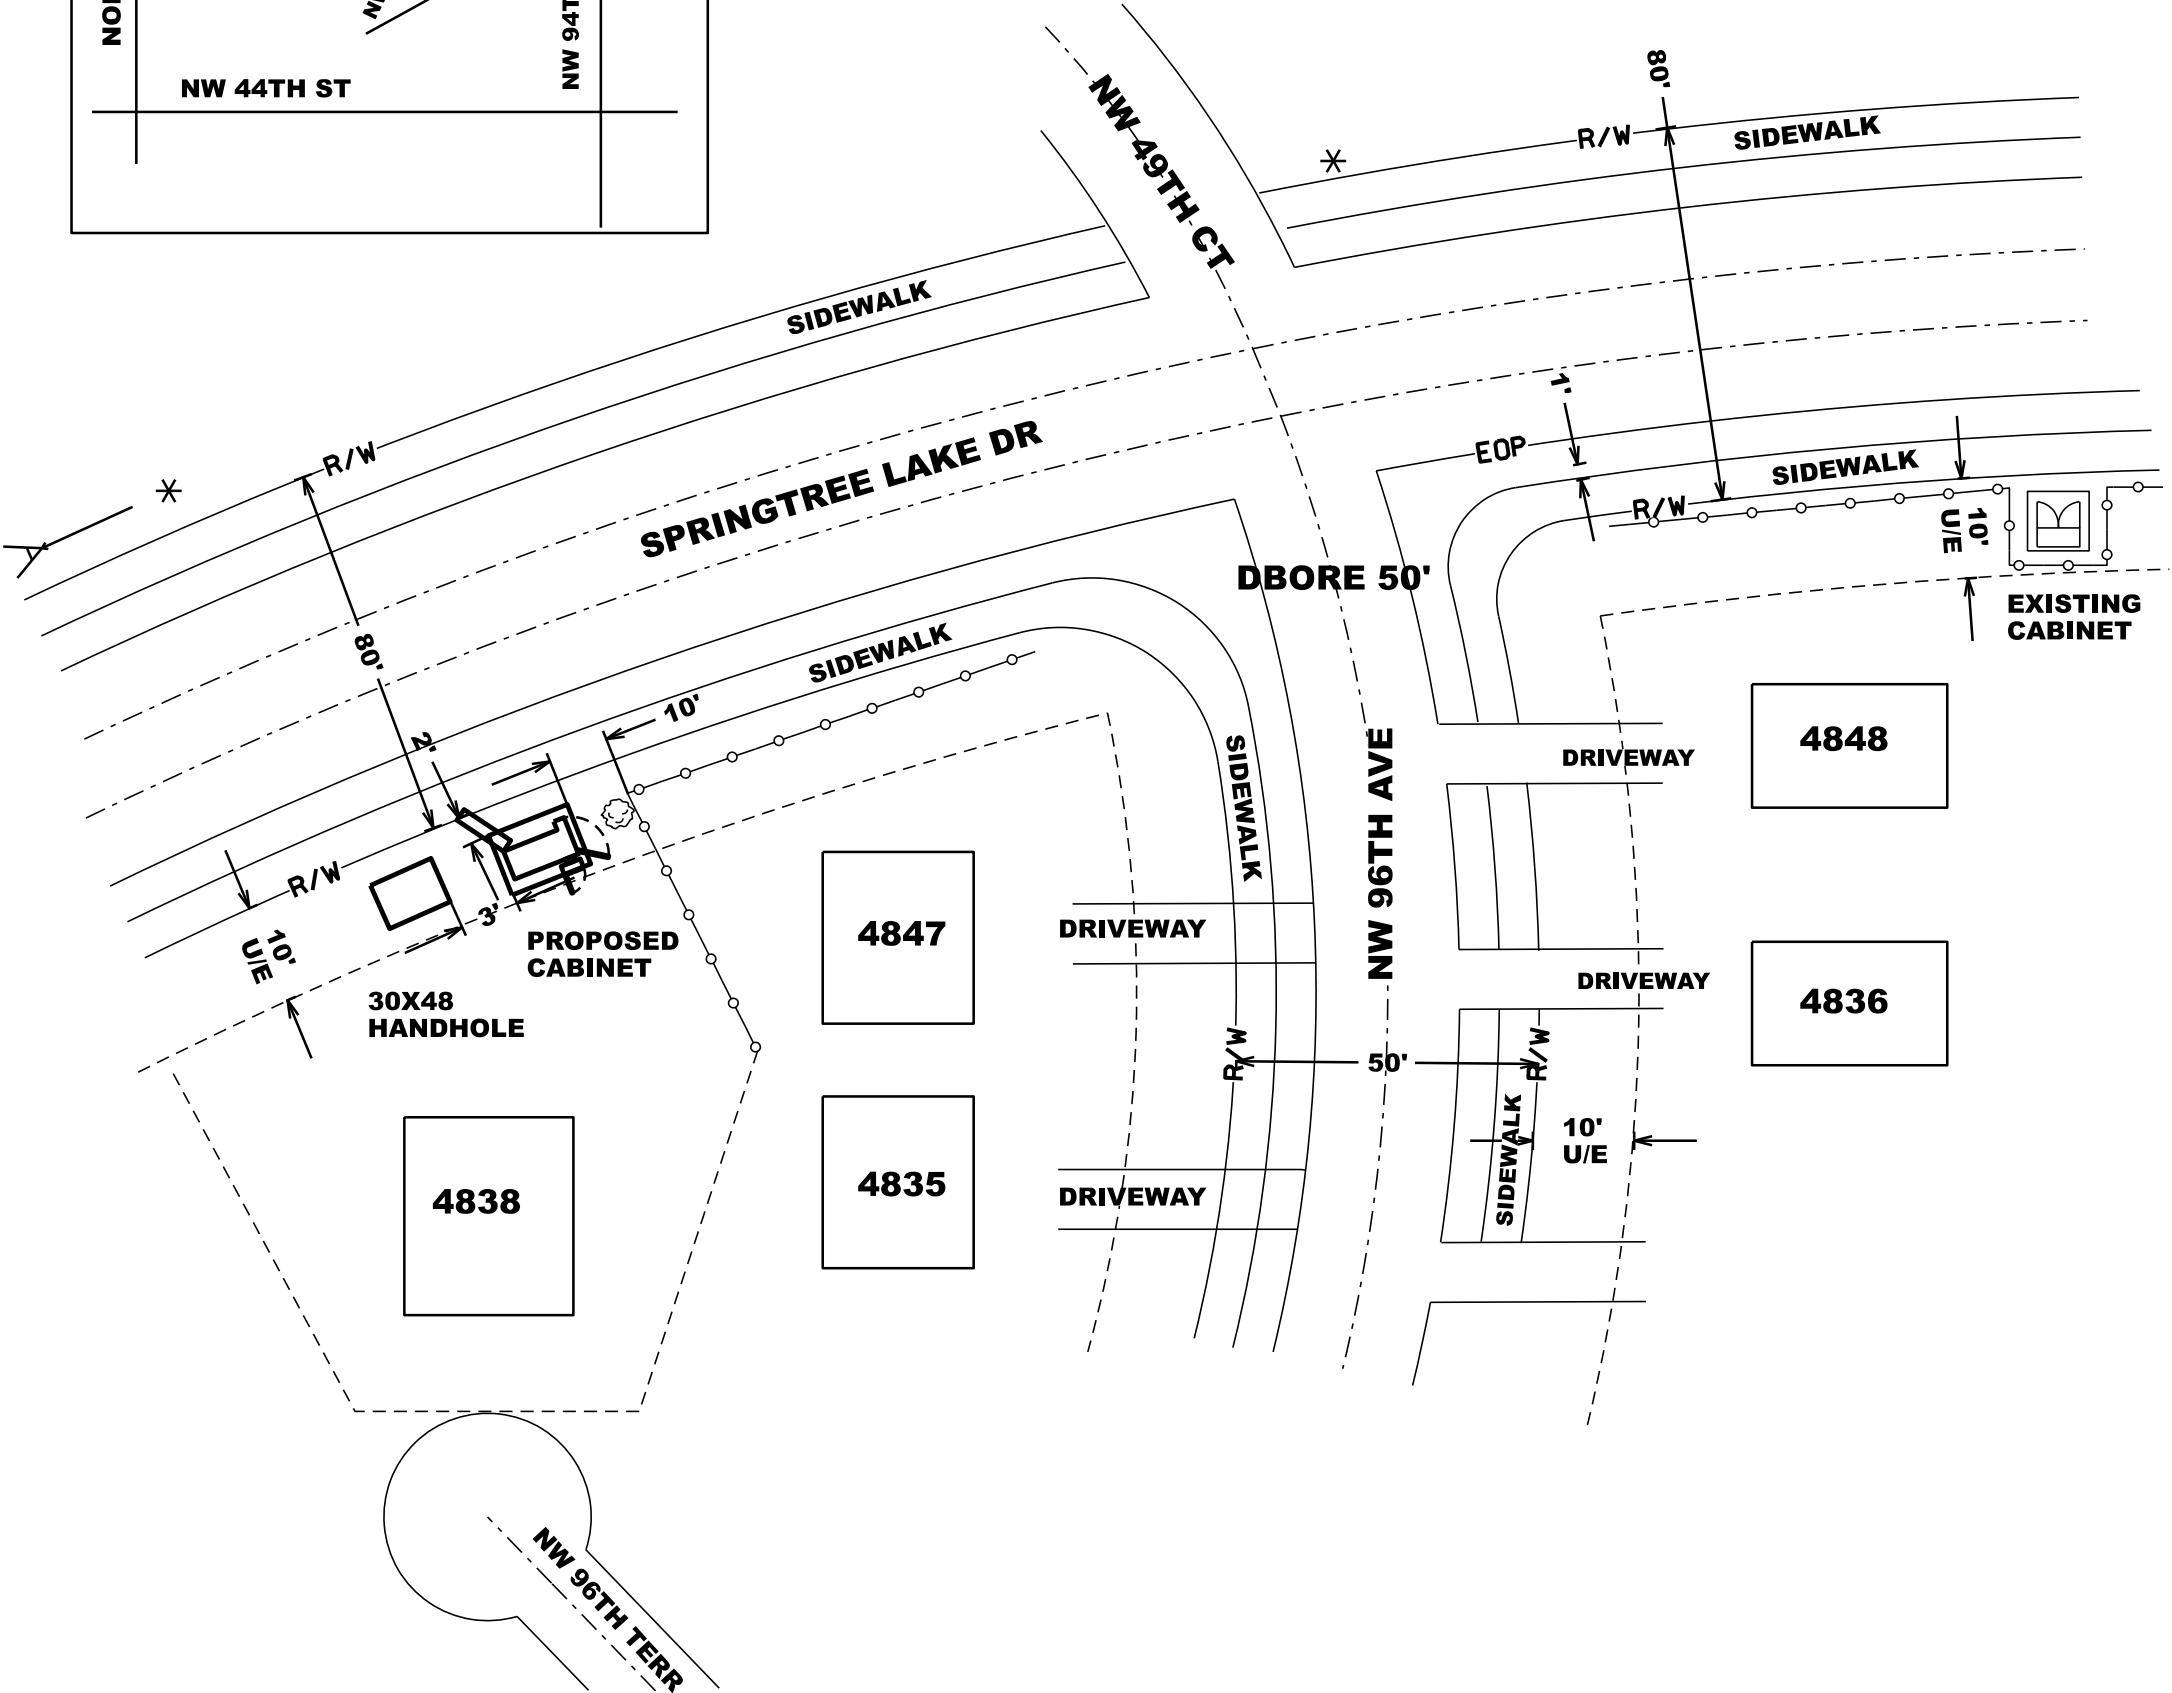 NW 44TH ST
NW 94T
80'
R/W
SIDEWALK
NW 49TH CT
SIDEWALK
R/W
SPRINGTREE LAKE DR
1'
EOP
SIDEWALK
R/W
10'
U/E
EXISTING
CABINET
DBORE 50'
80'
SIDEWALK
10'
2'
R/W
3'
10'
U/E
PROPOSED
CABINET
30X48
HANDHOLE
SIDEWALK
NW 96TH AVE
DRIVEWAY
4848
4847
DRIVEWAY
DRIVEWAY
4836
R/W
50'
R/W
10'
U/E
SIDEWALK
4838
4835
DRIVEWAY
NW 96TH TERR